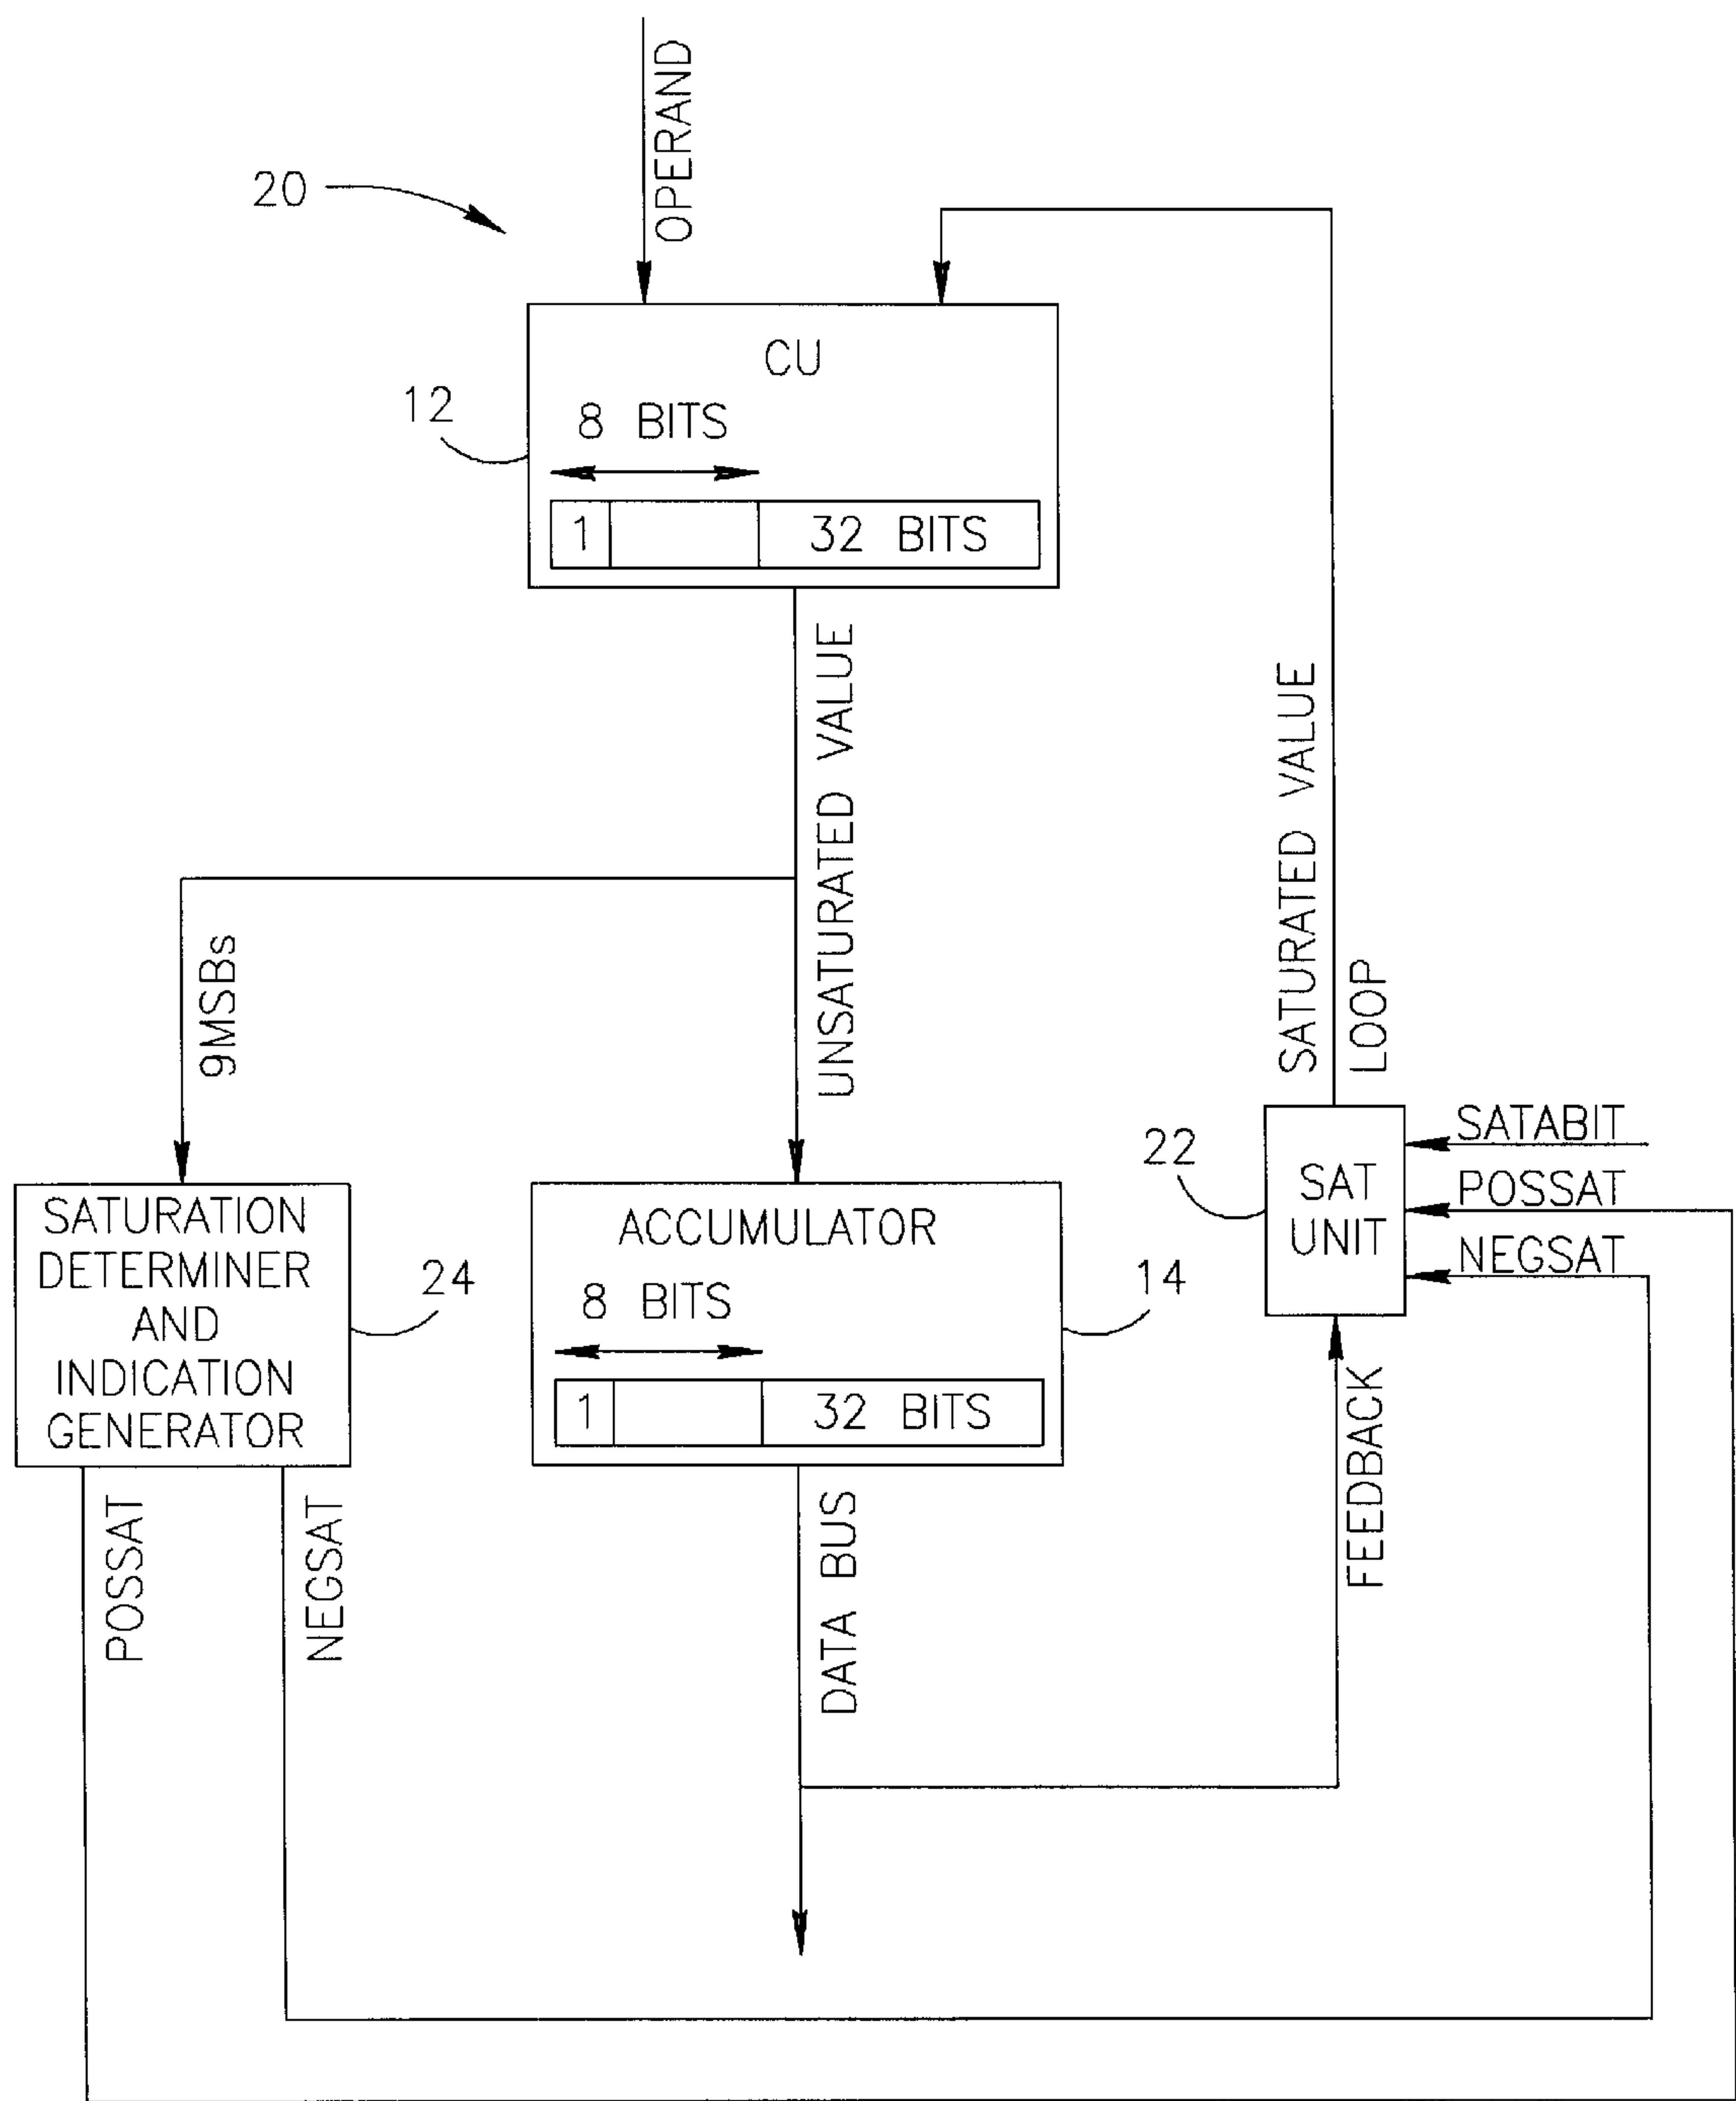 OPERAND
20
CU
12
8 BITS
1
32 BITS
UNSATURATED VALUE
SATURATED VALUE
LOOP
9MSBs
SATABIT
POSSAT
NEGSAT
22
SAT
UNIT
SATURATION
DETERMINER
AND
INDICATION
GENERATOR
24
ACCUMULATOR
8 BITS
1
32 BITS
14
FEEDBACK
POSSAT
NEGSAT
DATA BUS